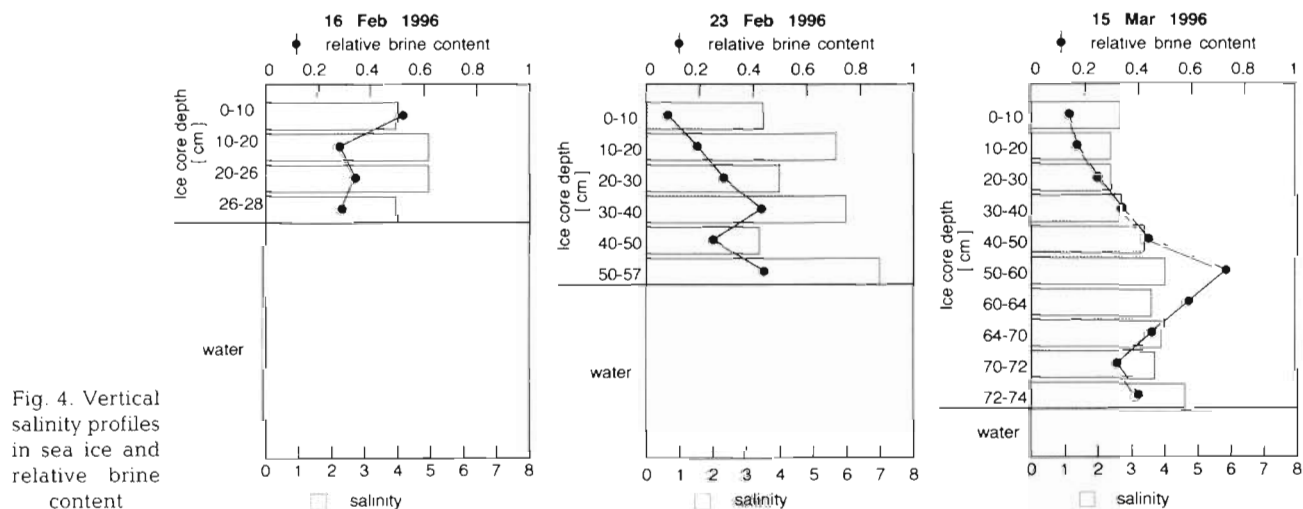 16 Feb 1996
relative brine content
0 0.2 0.4 0.6 0.8 1
Ice core depth
[ cm ]
0-10
10-20
20-26
26-28
water
0 1 2 3 4 5 6 7 8
salinity
23 Feb 1996
relative brine content
0 0.2 0.4 0.6 0.8 1
Ice core depth
[ cm ]
0-10
10-20
20-30
30-40
40-50
50-57
water
0 1 2 3 4 5 6 7 8
salinity
15 Mar 1996
relative brine content
0 0.2 0.4 0.6 0.8 1
Ice core depth
[ cm ]
0-10
10-20
20-30
30-40
40-50
50-60
60-64
64-70
70-72
72-74
water
0 1 2 3 4 5 6 7 8
salinity
Fig. 4. Vertical
salinity profiles
in sea ice and
relative brine
content